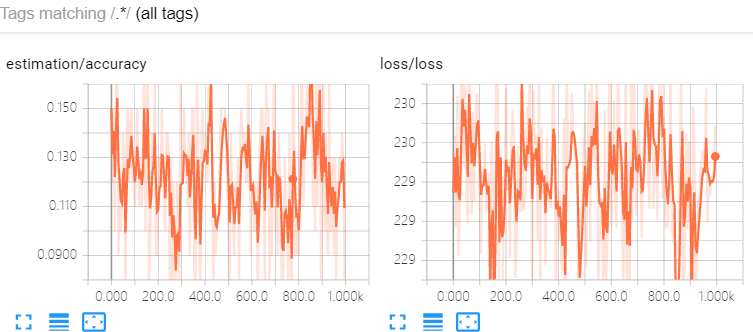 Tags matching /.*/ (all tags)
estimation/accuracy
0.150
0.130
0.110
0.0900
0.000 200.0 400.0 600.0 800.0 1.000k
loss/loss
230
230
229
229
229
0.000 200.0 400.0 600.0 800.0 1.000k